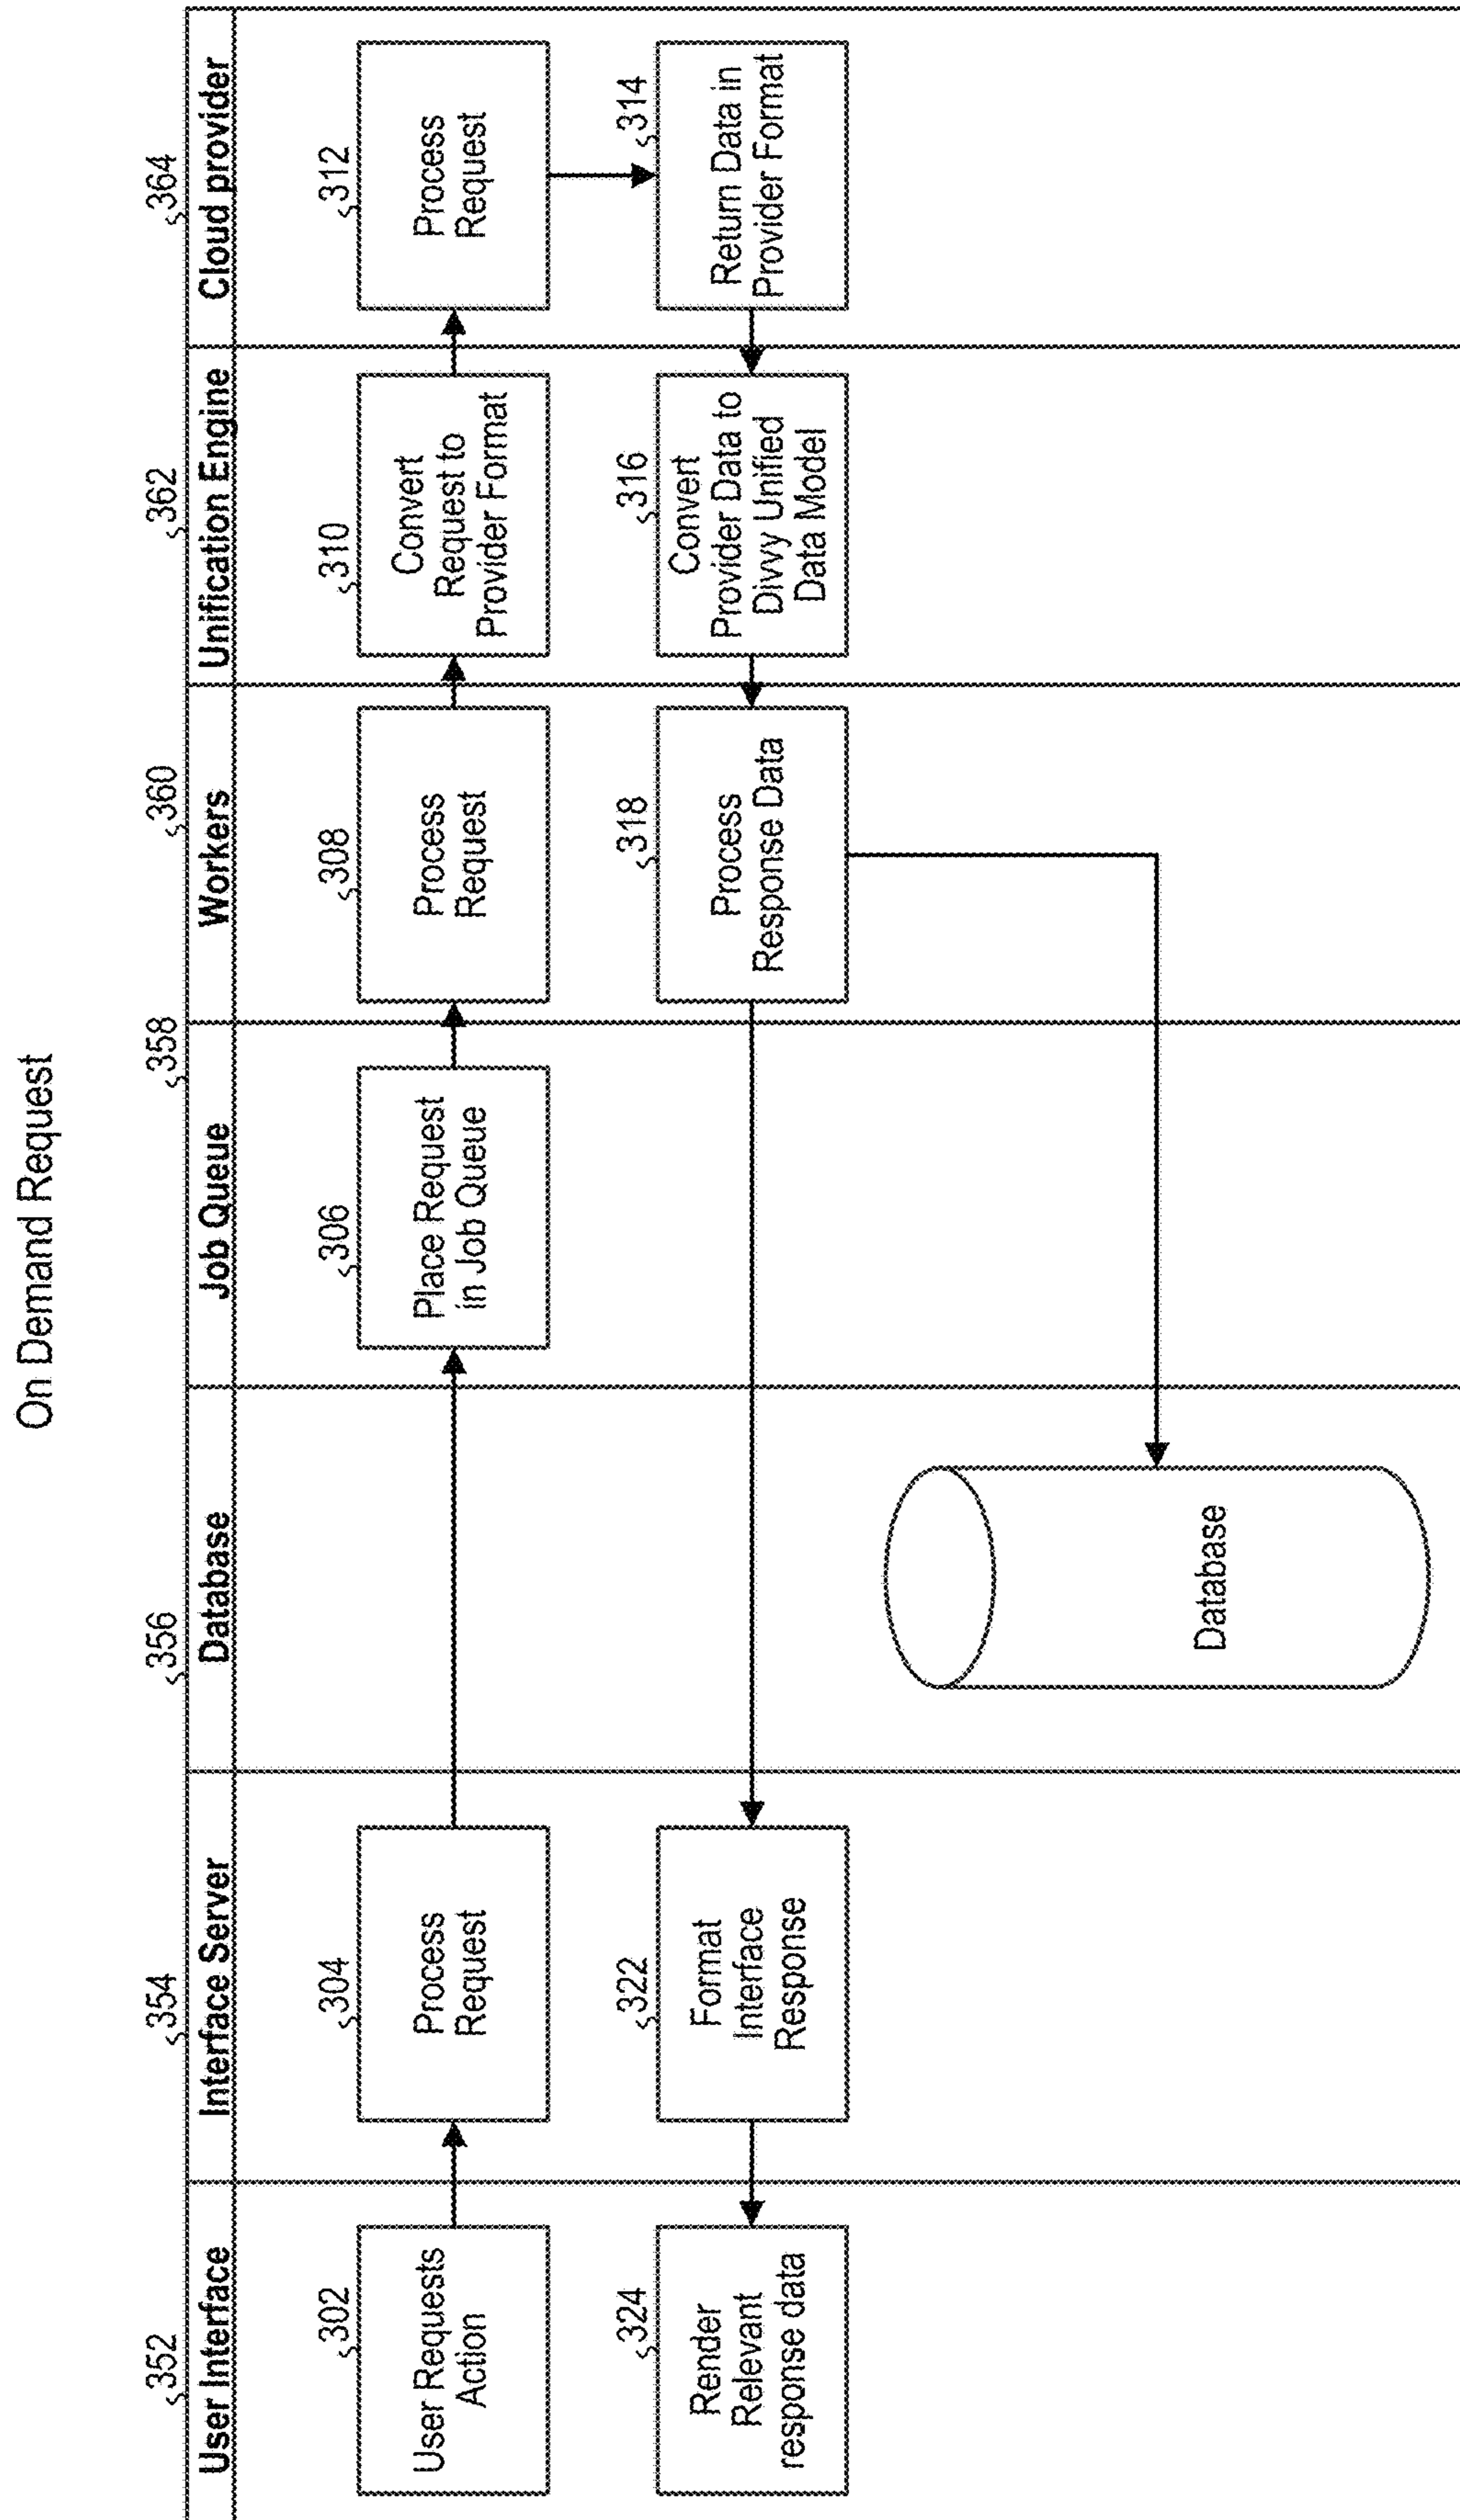 On Demand Request
352
354
356
358
360
362
364
User Interface
Interface Server
Database
Job Queue
Workers
Unification Engine
Cloud provider
302
User Requests
Action
304
Process
Request
306
Place Request
in Job Queue
308
Process
Request
310
Convert
Request to
Provider Format
312
Process
Request
324
Render
Relevant
response data
322
Format
Interface
Response
318
Process
Response Data
316
Convert
Provider Data to
Divvy Unified
Data Model
314
Return Data in
Provider Format
Database